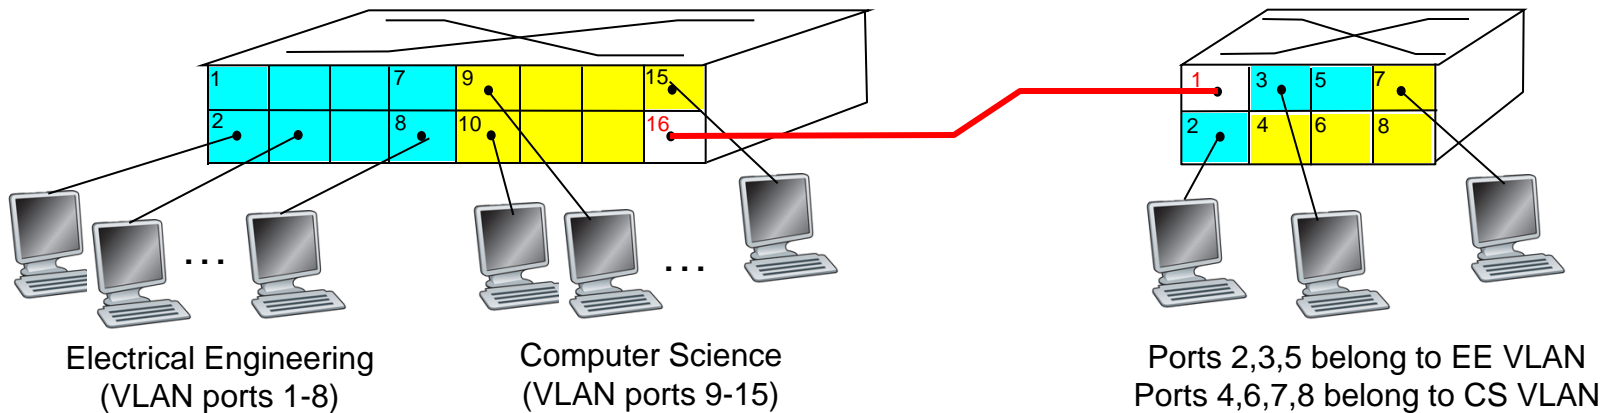 1 7 9 15
2 8 10 16
1 3 5 7
2 4 6 8
... ...
Electrical Engineering
(VLAN ports 1-8)
Computer Science
(VLAN ports 9-15)
Ports 2,3,5 belong to EE VLAN
Ports 4,6,7,8 belong to CS VLAN